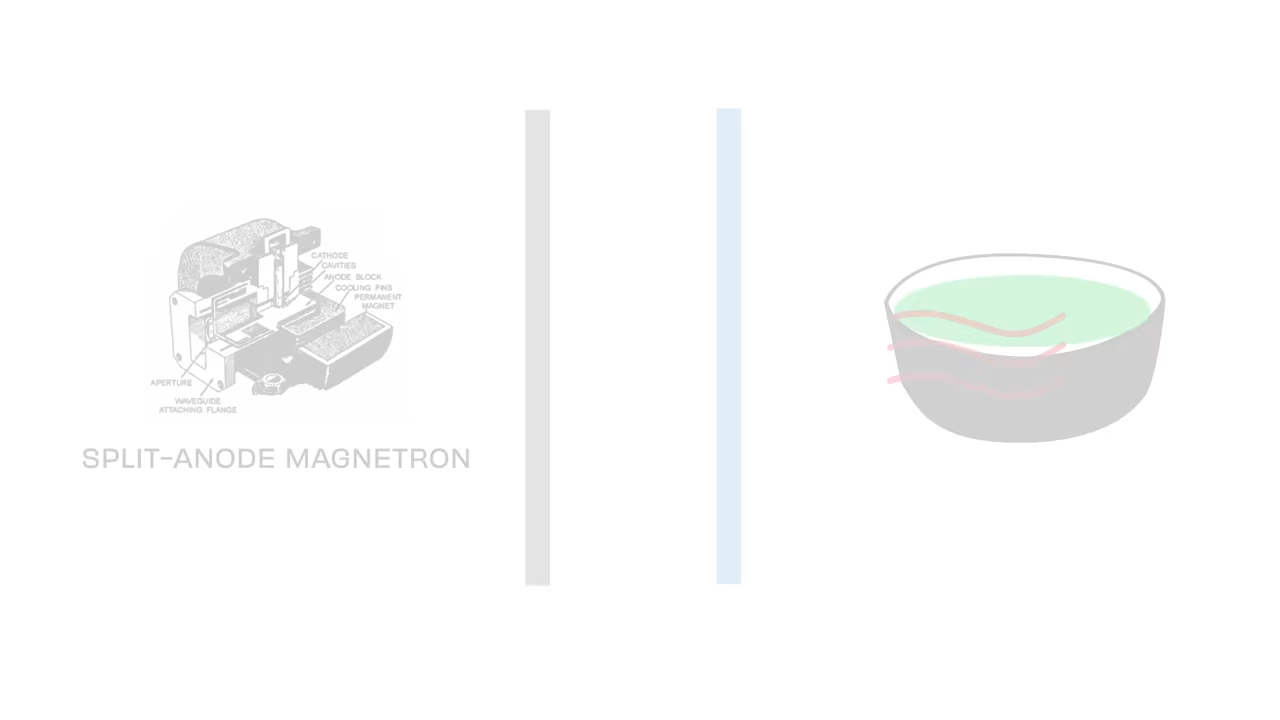 CATHODE
CAVITIES
ANODE BLOCK
COOLING FINS
PERMANENT
MAGNET
APERTURE
WAVEGUIDE
ATTACHING FLANGE
SPLIT-ANODE MAGNETRON